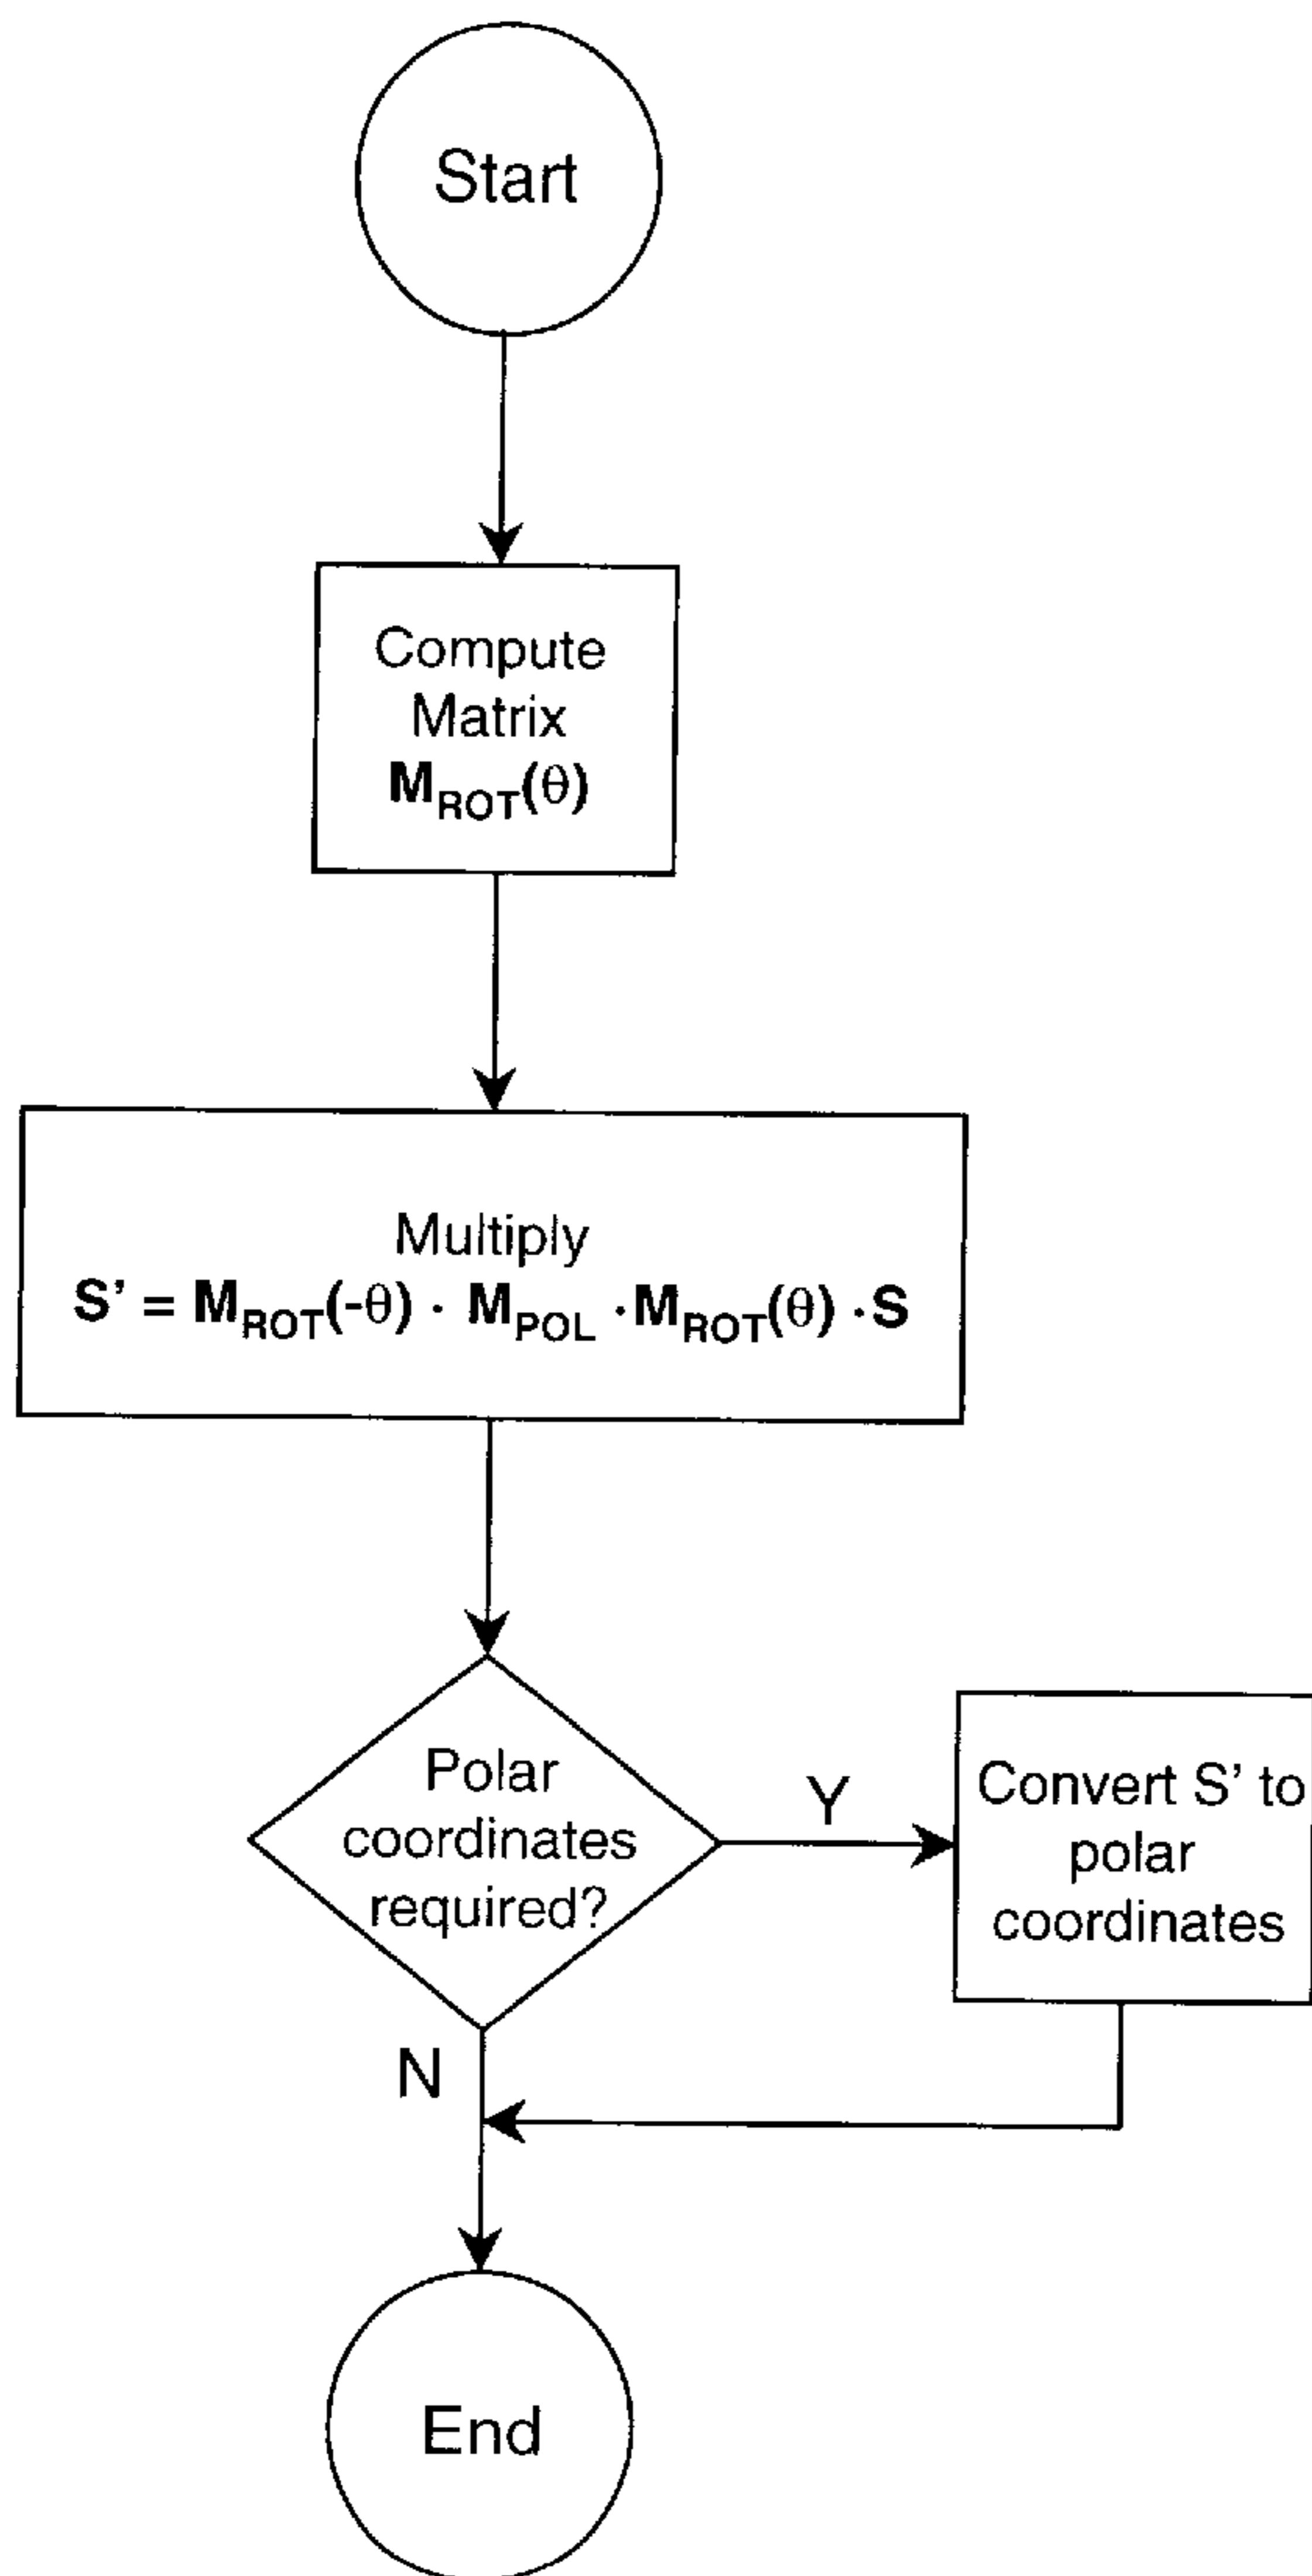 Start
Compute
Matrix
M_ROT(θ)
Multiply
S' = M_ROT(-θ) · M_POL · M_ROT(θ) · S
Polar
coordinates
required?
Y
Convert S' to
polar
coordinates
N
End